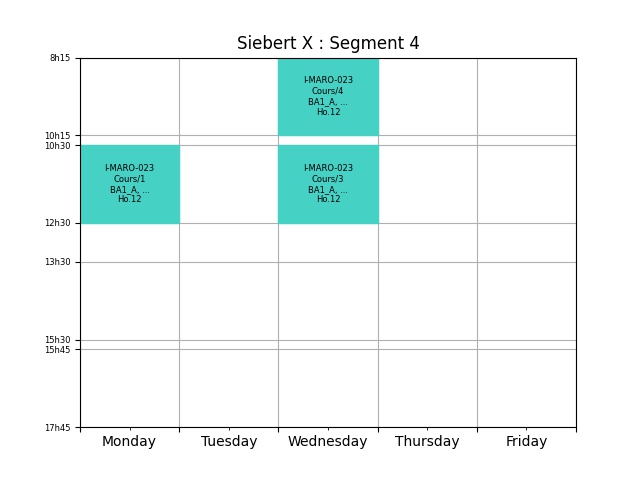 Siebert X : Segment 4
8h15
I-MARO-023
Cours/4
BA1_A, ...
Ho.12
10h15
10h30
I-MARO-023
Cours/1
BA1_A, ...
Ho.12
I-MARO-023
Cours/3
BA1_A, ...
Ho.12
12h30
13h30
15h30
15h45
17h45
Monday Tuesday Wednesday Thursday Friday